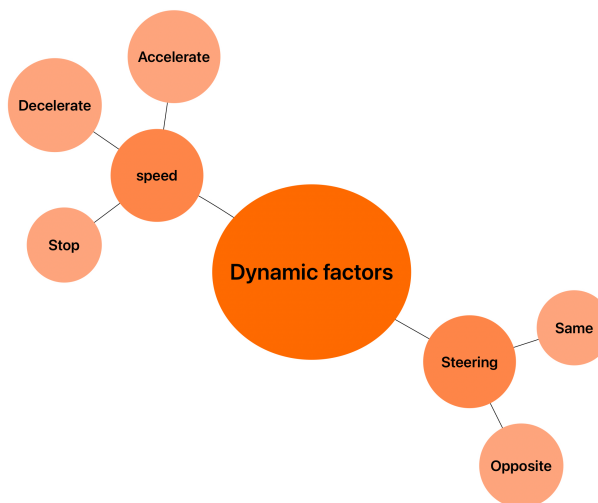 Accelerate
Decelerate
speed
Stop
Dynamic factors
Same
Steering
Opposite